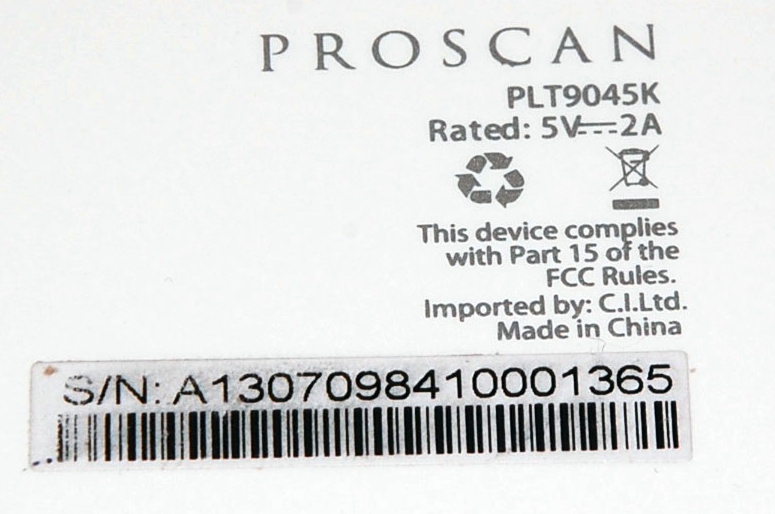 PROSCAN
PLT9045K
Rated: 5V⎓2A
This device complies
with Part 15 of the
FCC Rules.
Imported by: C.I.Ltd.
Made in China
S/N: A1307098410001365